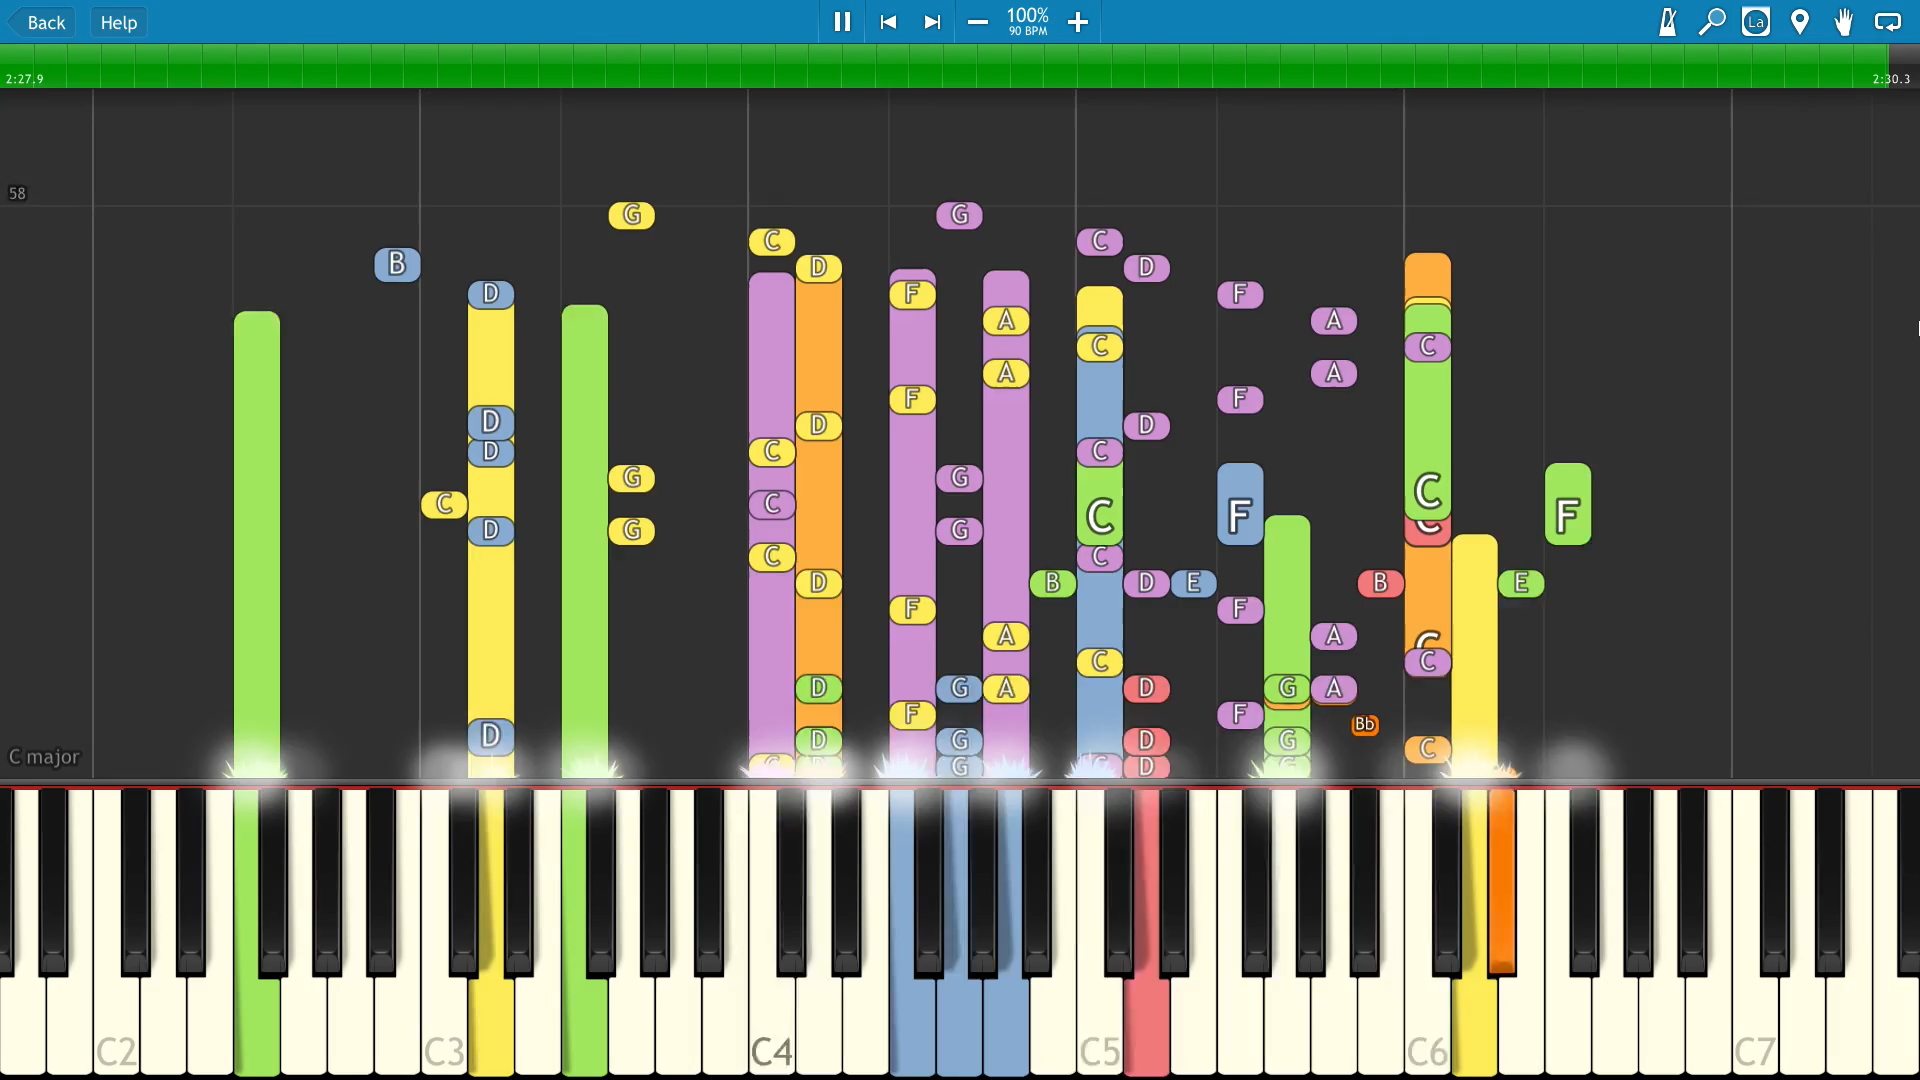 Back Help 100% La
90 BPM
2:27.9 2:30.3
58
G G
C C
D D
B
D F F
A A
C C
A A
F F
D D D
D C C
G G
C C C
C F C F
D G G
C C
D B D E B E
F F
A A
C C
D G A D G A
F F
Bb
D C
D G D G
C major
C G D
C2 C3 C4 C5 C6 C7